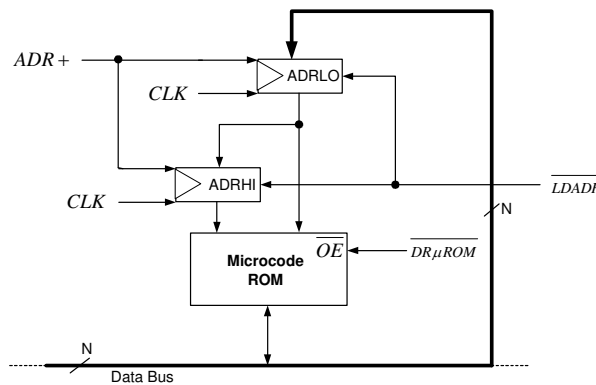 ADR+
ADRLO
CLK
ADRHI
CLK
LDADR
N
OE
DRμROM
Microcode
ROM
N
Data Bus